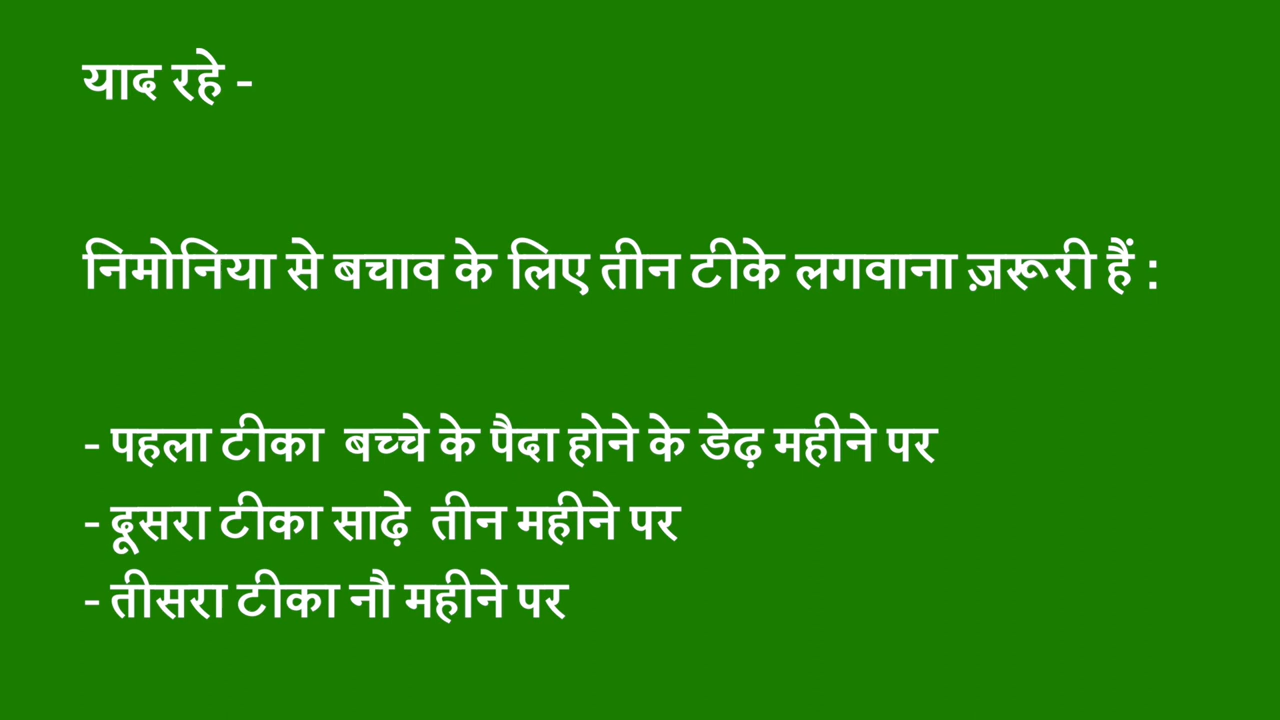 याद रहे -
निमोनिया से बचाव के लिए तीन टीके लगवाना ज़रूरी हैं :
- पहला टीका बच्चे के पैदा होने के डेढ़ महीने पर
- दूसरा टीका साढ़े तीन महीने पर
- तीसरा टीका नौ महीने पर